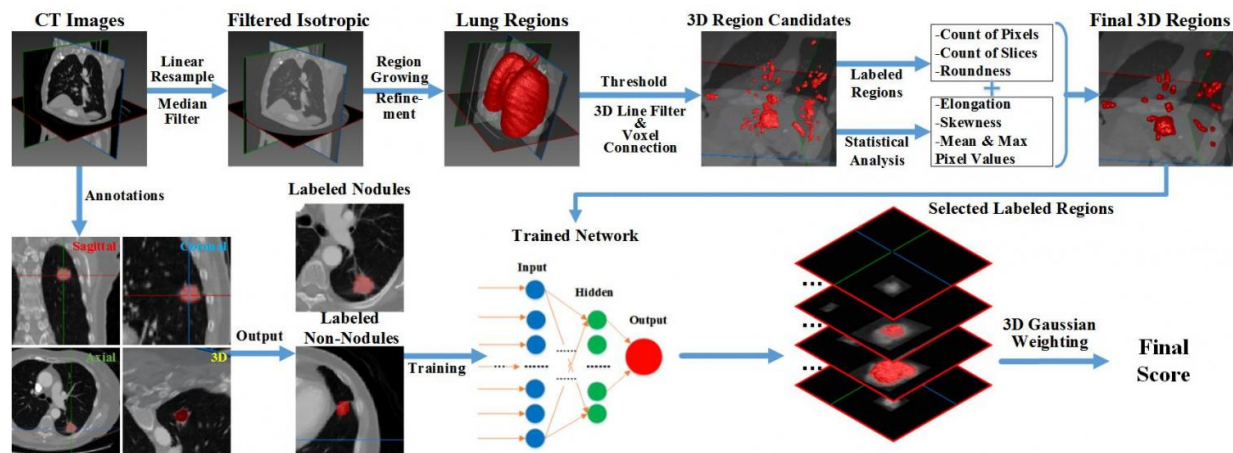 CT Images
Linear
Resample
Median
Filter
Filtered Isotropic
Region
Growing
Refine-
ment
Lung Regions
Threshold
3D Line Filter
&
Voxel
Connection
3D Region Candidates
Labeled
Regions
Statistical
Analysis
-Count of Pixels
-Count of Slices
-Roundness
+
-Elongation
-Skewness
-Mean & Max
Pixel Values
Final 3D Regions
Annotations
Sagittal
Coronal
Axial
3D
Output
Labeled Nodules
Labeled
Non-Nodules
Training
Selected Labeled Regions
Trained Network
Input
Hidden
Output
3D Gaussian
Weighting
Final
Score